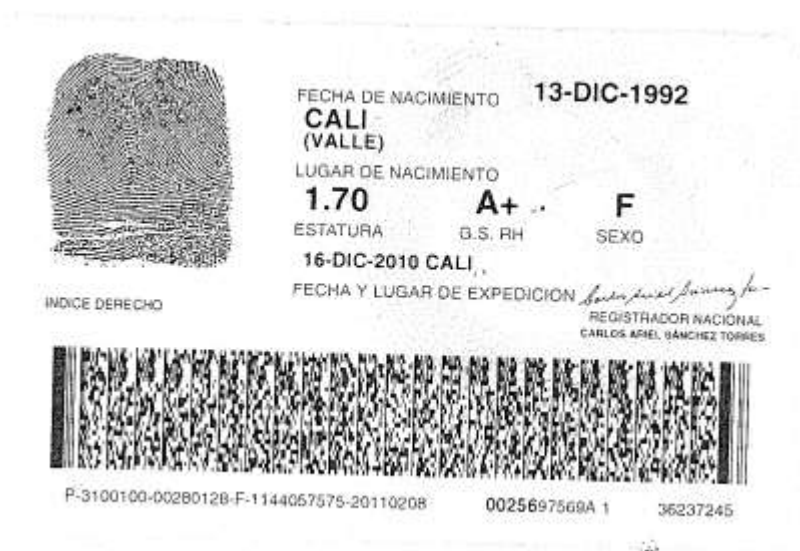 FECHA DE NACIMIENTO 13-DIC-1992
CALI
(VALLE)
LUGAR DE NACIMIENTO
1.70 A+ F
ESTATURA G.S. RH SEXO
16-DIC-2010 CALI
FECHA Y LUGAR DE EXPEDICION
INDICE DERECHO
REGISTRADOR NACIONAL
CARLOS ARIEL SÁNCHEZ TORRES
P-3100100-00280128-F-1144057575-20110208 0025697569A 1 36237245